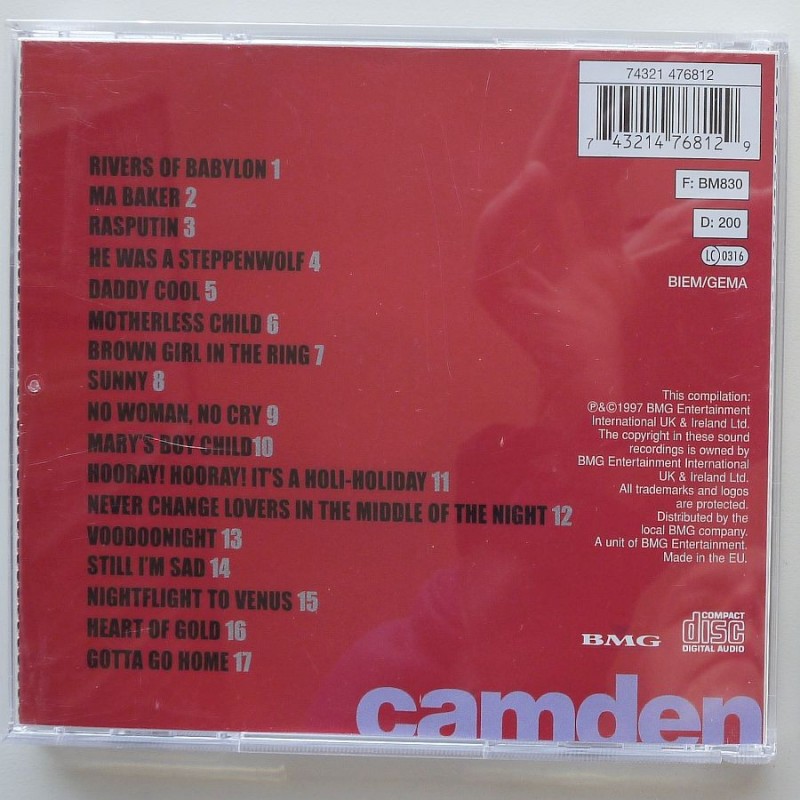 74321 476812
7 43214 76812 9
F: BM830
D: 200
LC 0316
BIEM/GEMA
RIVERS OF BABYLON 1
MA BAKER 2
RASPUTIN 3
HE WAS A STEPPENWOLF 4
DADDY COOL 5
MOTHERLESS CHILD 6
BROWN GIRL IN THE RING 7
SUNNY 8
NO WOMAN, NO CRY 9
MARY'S BOY CHILD10
HOORAY! HOORAY! IT'S A HOLI-HOLIDAY 11
NEVER CHANGE LOVERS IN THE MIDDLE OF THE NIGHT 12
VOODOONIGHT 13
STILL I'M SAD 14
NIGHTFLIGHT TO VENUS 15
HEART OF GOLD 16
GOTTA GO HOME 17
This compilation:
℗&©1997 BMG Entertainment
International UK & Ireland Ltd.
The copyright in these sound
recordings is owned by
BMG Entertainment International
UK & Ireland Ltd.
All trademarks and logos
are protected.
Distributed by the
local BMG company.
A unit of BMG Entertainment.
Made in the EU.
BMG
COMPACT
disc
DIGITAL AUDIO
camden